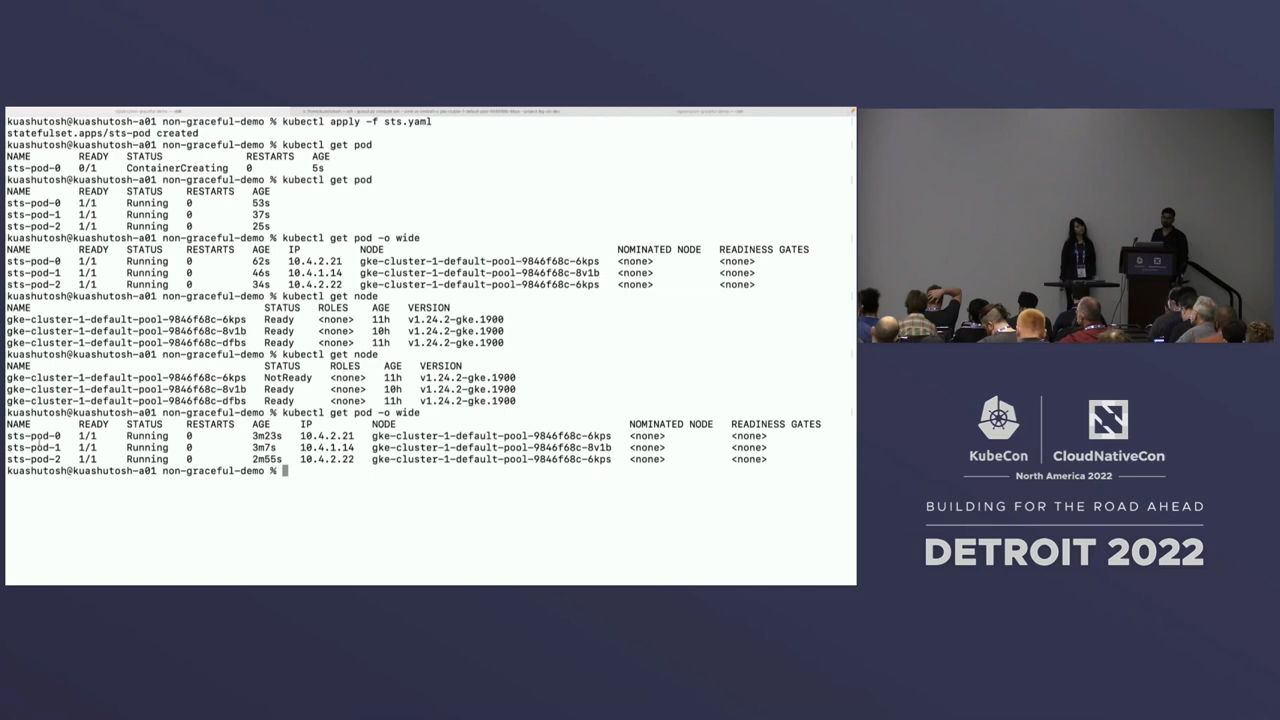 kuashutosh@kuashutosh-a01 non-graceful-demo % kubectl apply -f sts.yaml
statefulset.apps/sts-pod created
kuashutosh@kuashutosh-a01 non-graceful-demo % kubectl get pod
NAME READY STATUS RESTARTS AGE
sts-pod-0 0/1 ContainerCreating 0 5s
kuashutosh@kuashutosh-a01 non-graceful-demo % kubectl get pod
NAME READY STATUS RESTARTS AGE
sts-pod-0 1/1 Running 0 53s
sts-pod-1 1/1 Running 0 37s
sts-pod-2 1/1 Running 0 25s
kuashutosh@kuashutosh-a01 non-graceful-demo % kubectl get pod -o wide
NAME READY STATUS RESTARTS AGE IP NODE NOMINATED NODE READINESS GATES
sts-pod-0 1/1 Running 0 62s 10.4.2.21 gke-cluster-1-default-pool-9846f68c-6kps <none> <none>
sts-pod-1 1/1 Running 0 46s 10.4.1.14 gke-cluster-1-default-pool-9846f68c-8v1b <none> <none>
sts-pod-2 1/1 Running 0 34s 10.4.2.22 gke-cluster-1-default-pool-9846f68c-6kps <none> <none>
kuashutosh@kuashutosh-a01 non-graceful-demo % kubectl get node
NAME STATUS ROLES AGE VERSION
gke-cluster-1-default-pool-9846f68c-6kps Ready <none> 11h v1.24.2-gke.1900
gke-cluster-1-default-pool-9846f68c-8v1b Ready <none> 10h v1.24.2-gke.1900
gke-cluster-1-default-pool-9846f68c-dfbs Ready <none> 11h v1.24.2-gke.1900
kuashutosh@kuashutosh-a01 non-graceful-demo % kubectl get node
NAME STATUS ROLES AGE VERSION
gke-cluster-1-default-pool-9846f68c-6kps NotReady <none> 11h v1.24.2-gke.1900
gke-cluster-1-default-pool-9846f68c-8v1b Ready <none> 10h v1.24.2-gke.1900
gke-cluster-1-default-pool-9846f68c-dfbs Ready <none> 11h v1.24.2-gke.1900
kuashutosh@kuashutosh-a01 non-graceful-demo % kubectl get pod -o wide
NAME READY STATUS RESTARTS AGE IP NODE NOMINATED NODE READINESS GATES
sts-pod-0 1/1 Running 0 3m23s 10.4.2.21 gke-cluster-1-default-pool-9846f68c-6kps <none> <none>
sts-pod-1 1/1 Running 0 3m7s 10.4.1.14 gke-cluster-1-default-pool-9846f68c-8v1b <none> <none>
sts-pod-2 1/1 Running 0 2m55s 10.4.2.22 gke-cluster-1-default-pool-9846f68c-6kps <none> <none>
kuashutosh@kuashutosh-a01 non-graceful-demo %
KubeCon CloudNativeCon
North America 2022
BUILDING FOR THE ROAD AHEAD
DETROIT 2022